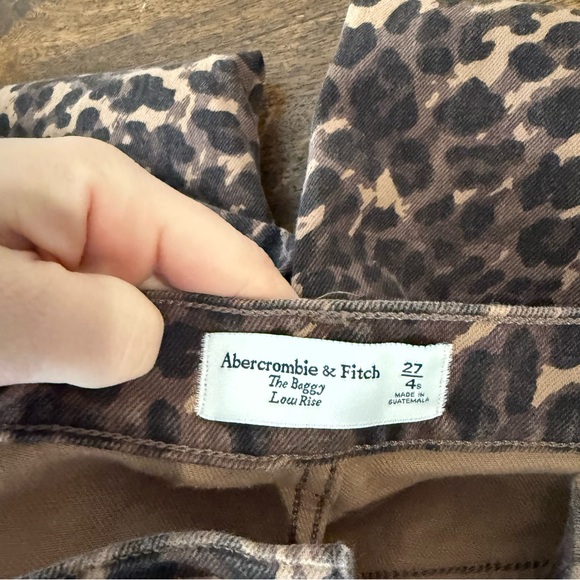 Abercrombie & Fitch
The Baggy
Low Rise
27
4s
MADE IN
GUATEMALA